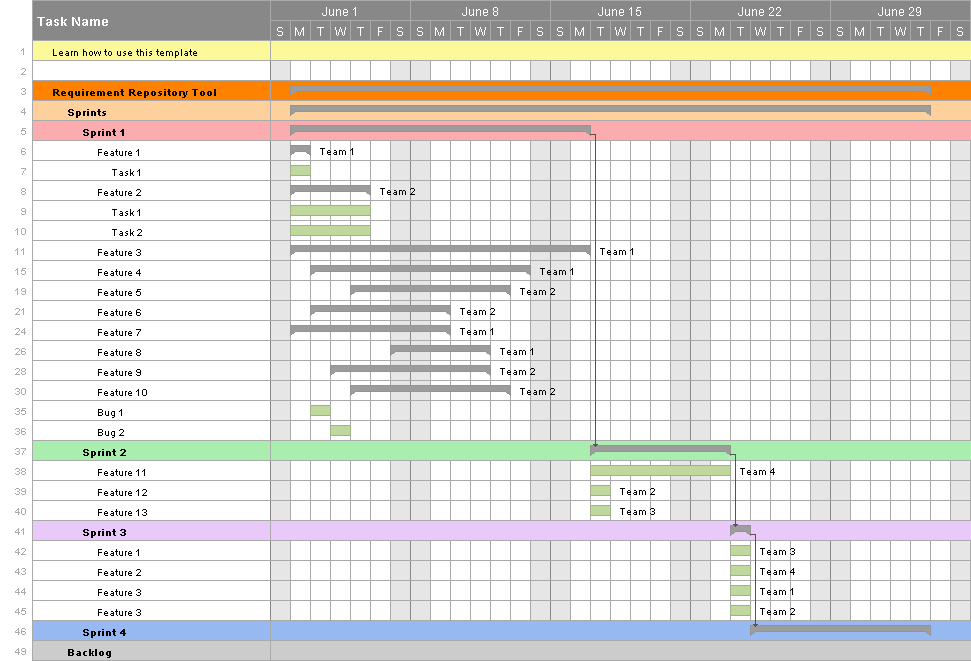 Task Name
June 1 June 8 June 15 June 22 June 29
S M T W T F S S M T W T F S S M T W T F S S M T W T F S S M T W T F S
1 Learn how to use this template
2
3 Requirement Repository Tool
4 Sprints
5 Sprint 1
6 Feature 1 Team 1
7 Task 1
8 Feature 2 Team 2
9 Task 1
10 Task 2
11 Feature 3 Team 1
15 Feature 4 Team 1
19 Feature 5 Team 2
21 Feature 6 Team 2
24 Feature 7 Team 1
26 Feature 8 Team 1
28 Feature 9 Team 2
30 Feature 10 Team 2
35 Bug 1
36 Bug 2
37 Sprint 2
38 Feature 11 Team 4
39 Feature 12 Team 2
40 Feature 13 Team 3
41 Sprint 3
42 Feature 1 Team 3
43 Feature 2 Team 4
44 Feature 3 Team 1
45 Feature 3 Team 2
46 Sprint 4
49 Backlog